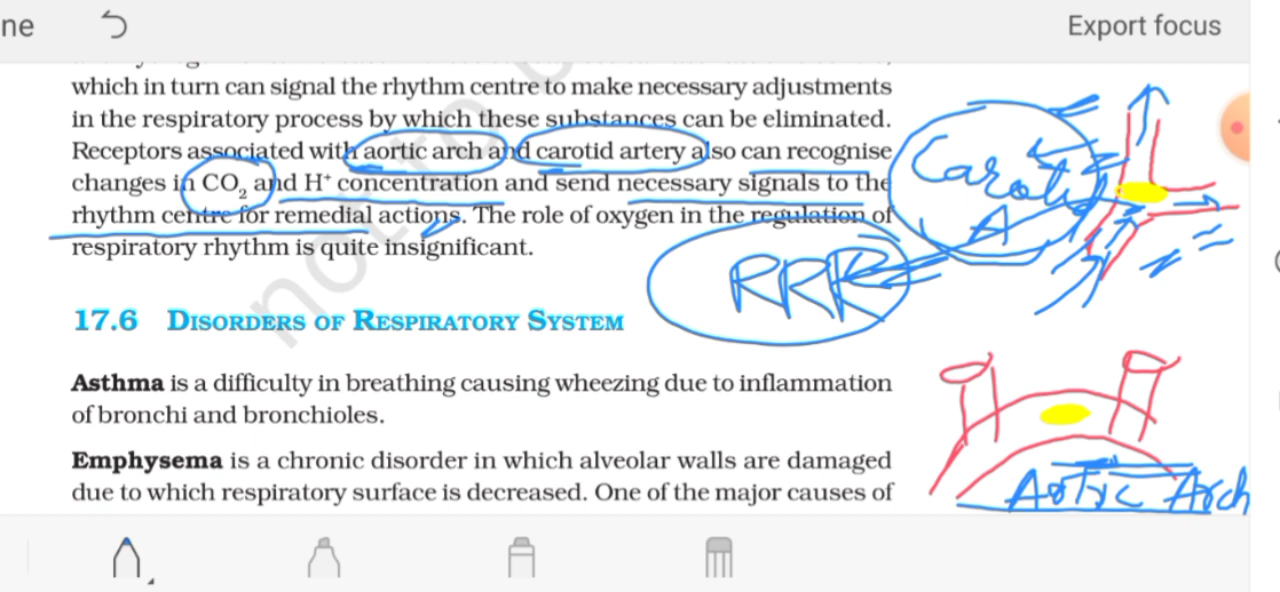 ne
Export focus
which in turn can signal the rhythm centre to make necessary adjustments
in the respiratory process by which these substances can be eliminated.
Receptors associated with aortic arch and carotid artery also can recognise
changes in CO₂ and H⁺ concentration and send necessary signals to the
rhythm centre for remedial actions. The role of oxygen in the regulation of
respiratory rhythm is quite insignificant.
Carotid
A
RRR
17.6 DISORDERS OF RESPIRATORY SYSTEM
Asthma is a difficulty in breathing causing wheezing due to inflammation
of bronchi and bronchioles.
Emphysema is a chronic disorder in which alveolar walls are damaged
due to which respiratory surface is decreased. One of the major causes of
Aortic Arch
not